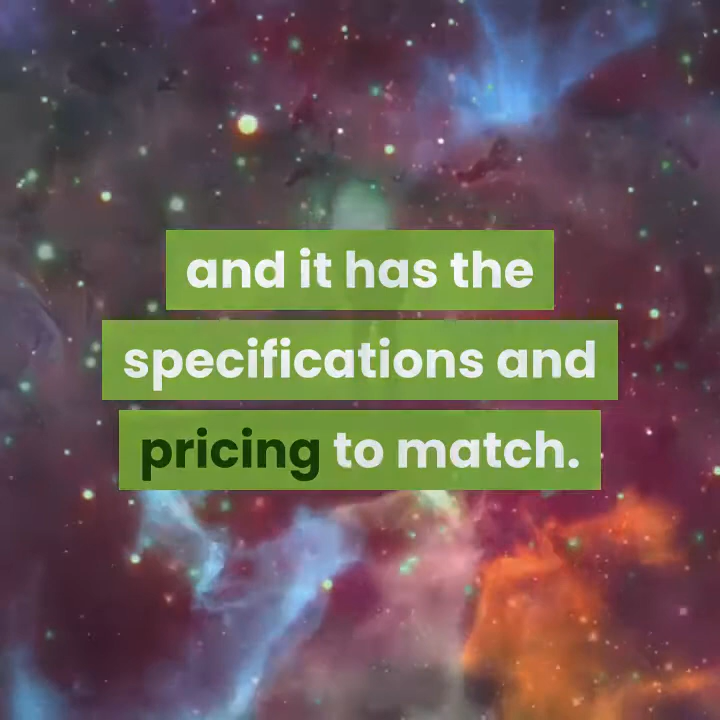 and it has the
specifications and
pricing to match.